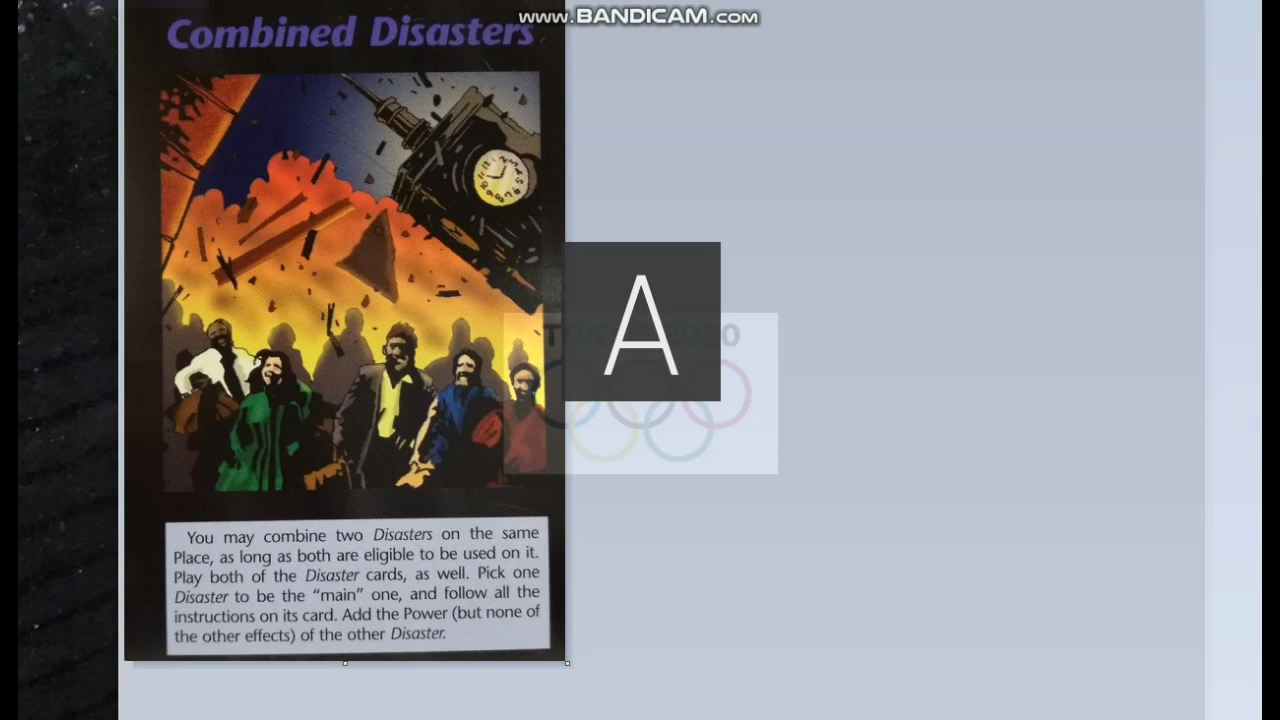 www.BANDICAM.com
Combined Disasters
A
TOKYO 2020
You may combine two Disasters on the same
Place, as long as both are eligible to be used on it.
Play both of the Disaster cards, as well. Pick one
Disaster to be the “main” one, and follow all the
instructions on its card. Add the Power (but none of
the other effects) of the other Disaster.